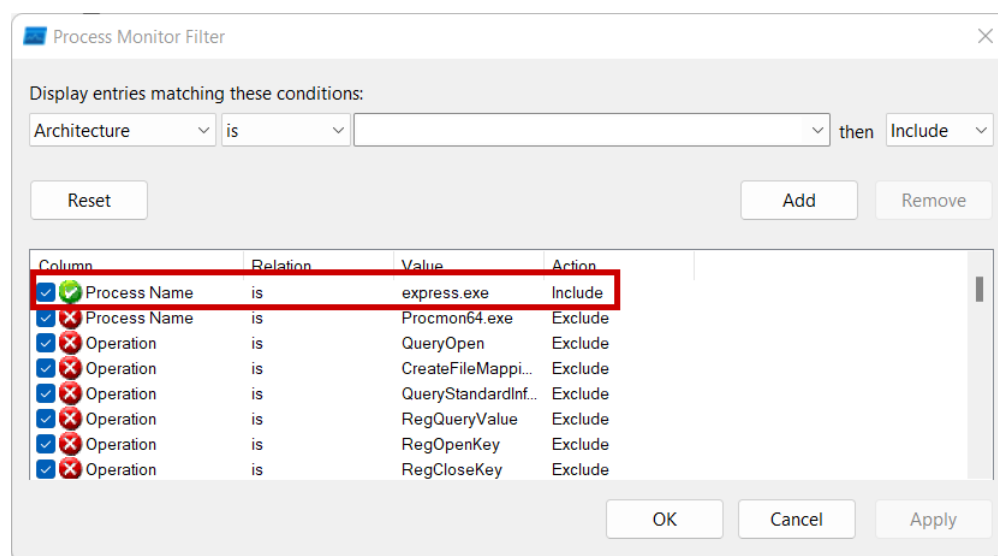 Process Monitor Filter
Display entries matching these conditions:
Architecture is then Include
Reset Add Remove
Column Relation Value Action
Process Name is express.exe Include
Process Name is Procmon64.exe Exclude
Operation is QueryOpen Exclude
Operation is CreateFileMappi... Exclude
Operation is QueryStandardInf... Exclude
Operation is RegQueryValue Exclude
Operation is RegOpenKey Exclude
Operation is RegCloseKey Exclude
OK Cancel Apply